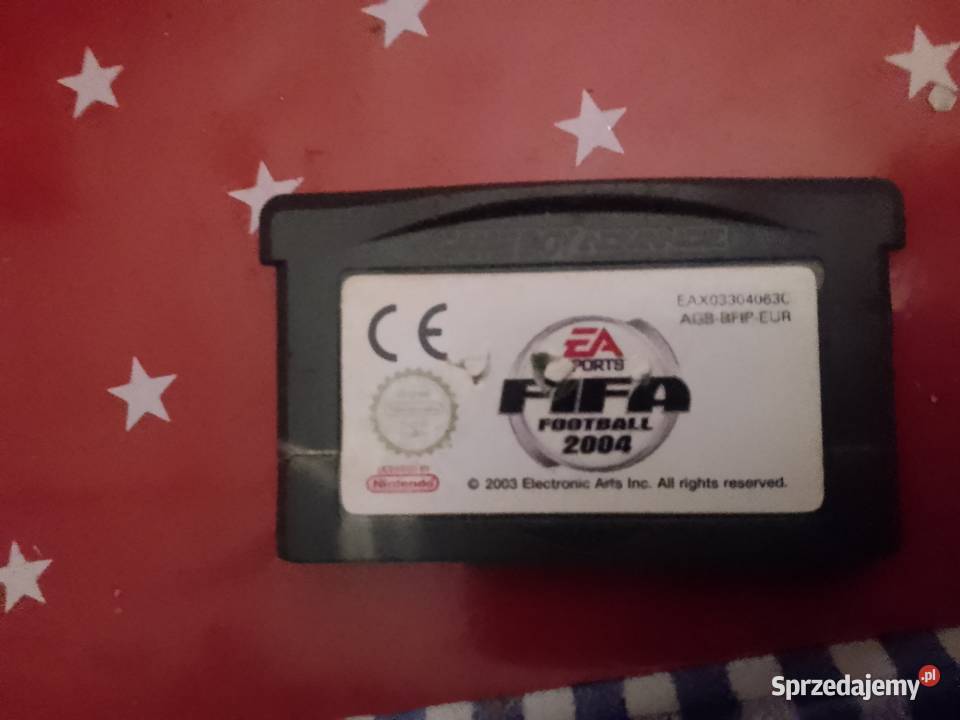 GAME BOY ADVANCE
EAX03304063C
AGB-BFIP-EUR
CE
EA
SPORTS
FIFA
FOOTBALL
2004
LICENSED BY
Nintendo
© 2003 Electronic Arts Inc. All rights reserved.
Sprzedajemy.pl